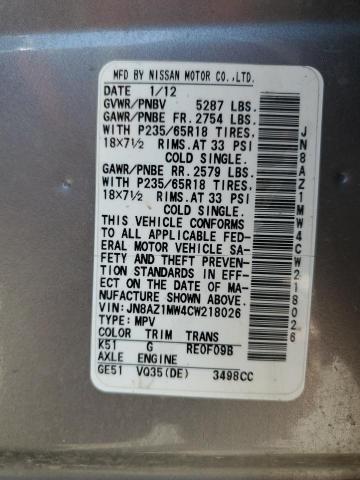 MFD BY NISSAN MOTOR CO.,LTD.
DATE 1/12
GVWR/PNBV 5287 LBS.
GAWR/PNBE FR. 2754 LBS.
WITH P235/65R18 TIRES,
18×7½ RIMS. AT 33 PSI
COLD SINGLE.
GAWR/PNBE RR. 2579 LBS.
WITH P235/65R18 TIRES,
18×7½ RIMS. AT 33 PSI
COLD SINGLE.
THIS VEHICLE CONFORMS
TO ALL APPLICABLE FED-
ERAL MOTOR VEHICLE SA-
FETY AND THEFT PREVENTION
STANDARDS IN EFFECT
ON THE DATE OF MA-
NUFACTURE SHOWN ABOVE.
VIN: JN8AZ1MW4CW218026
TYPE: MPV
COLOR TRIM TRANS
K51 G RE0F09B
AXLE ENGINE
GE51 VQ35(DE) 3498CC
JN8AZ1MW4CW218026